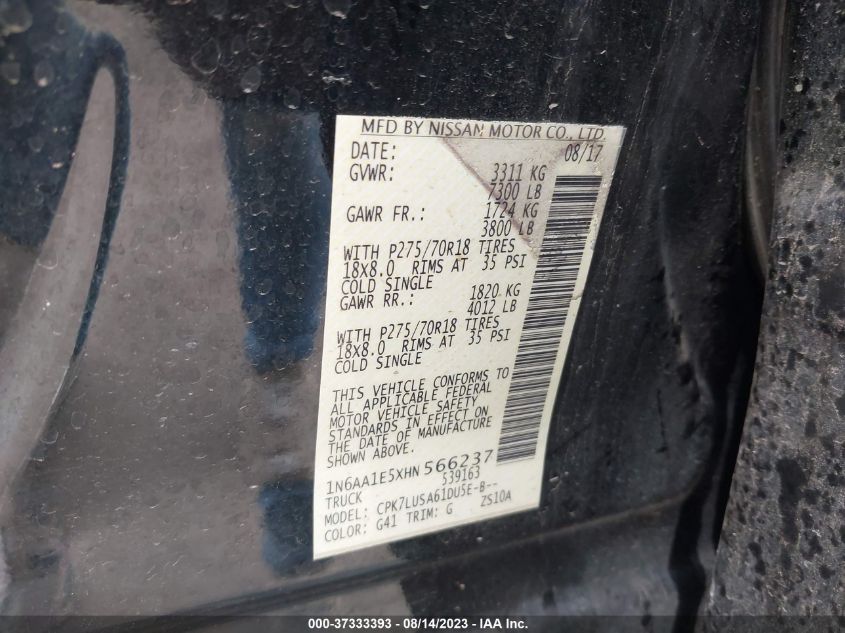 MFD BY NISSAN MOTOR CO., LTD.
DATE: 08/17
GVWR: 3311 KG
7300 LB
GAWR FR.: 1724 KG
3800 LB
WITH P275/70R18 TIRES
18X8.0 RIMS AT 35 PSI
COLD SINGLE
GAWR RR.: 1820 KG
4012 LB
WITH P275/70R18 TIRES
18X8.0 RIMS AT 35 PSI
COLD SINGLE
THIS VEHICLE CONFORMS TO
ALL APPLICABLE FEDERAL
MOTOR VEHICLE SAFETY
STANDARDS IN EFFECT ON
THE DATE OF MANUFACTURE
SHOWN ABOVE.
1N6AA1E5XHN566237
TRUCK 539163
MODEL: CPK7LUSA61DU5E-B--
COLOR: G41 TRIM: G ZS10A
000-37333393 - 08/14/2023 - IAA Inc.